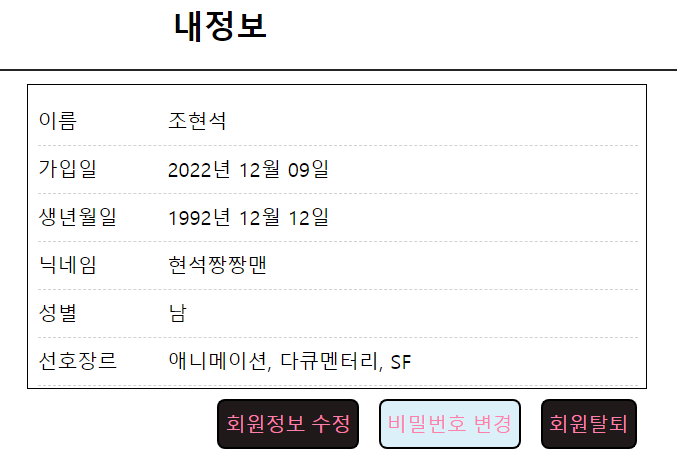 내정보
이름 조현석
가입일 2022년 12월 09일
생년월일 1992년 12월 12일
닉네임 현석짱짱맨
성별 남
선호장르 애니메이션, 다큐멘터리, SF
회원정보 수정 비밀번호 변경 회원탈퇴